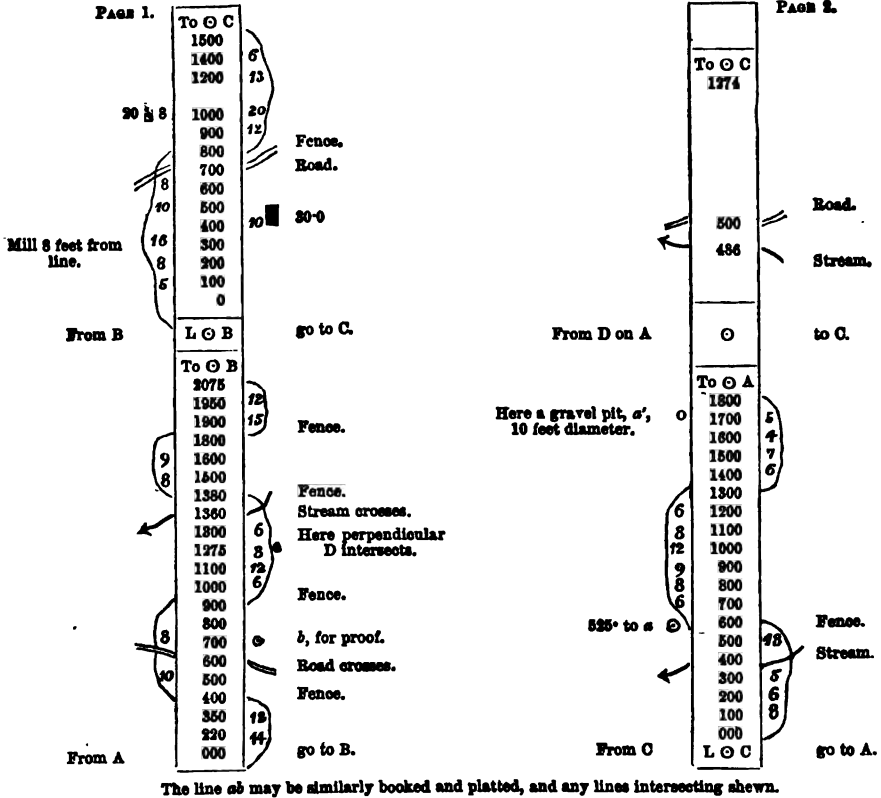 PAGE 1.
To ⊙ C
1500
1400 6
1200 13
20 8 1000 20
900 12
800 Fence.
700 Road.
8 600
10 500
400 10 30-0
Mill 8 feet from line.
16 300
8 200
5 100
0
From B L ⊙ B go to C.
To ⊙ B
2075
1950 12
1900 15 Fence.
1800
9 1600
8 1500
1380 Fence.
1360 Stream crosses.
1300 6 Here perpendicular
1275 8 a D intersects.
1100 12
1000 6
900 Fence.
800
8 700 ⊙ b, for proof.
600 Road crosses.
10 500
400 Fence.
350 12
220 14
From A 000 go to B.
PAGE 2.
To ⊙ C
1274
500 Road.
486 Stream.
From D on A ⊙ to C.
To ⊙ A
1800
Here a gravel pit, a′, 10 feet diameter.
O 1700 5
1600 4
1500 7
1400 6
1300
6 1200
8 1100
12 1000
9 900
8 800
6 700
525° to a ⊙ 600 Fence.
500 18
400 Stream.
300 5
200 6
100 8
000
From C L ⊙ C go to A.
The line ab may be similarly booked and platted, and any lines intersecting shewn.